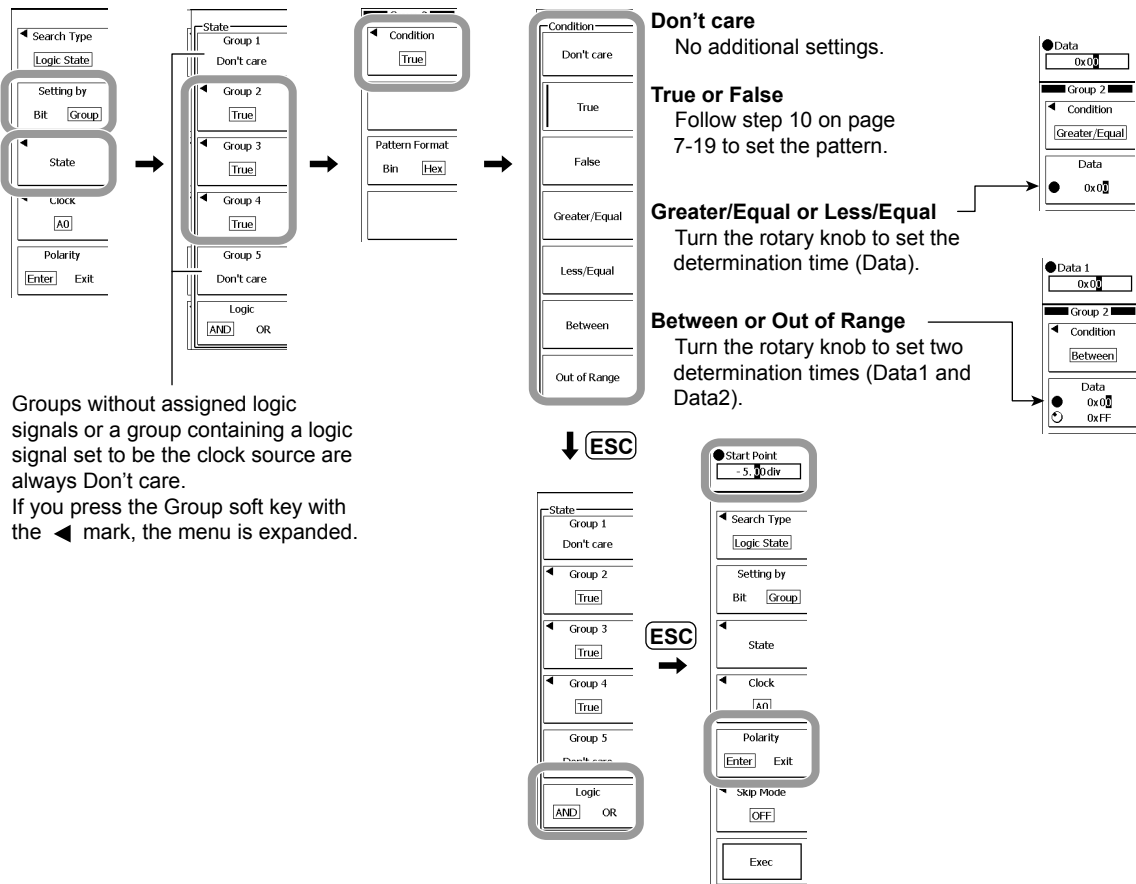 Search Type
Logic State
Setting by
Bit Group
State
Clock
A0
Polarity
Enter Exit
State
Group 1
Don't care
Group 2
True
Group 3
True
Group 4
True
Group 5
Don't care
Logic
AND OR
Condition
True
Pattern Format
Bin Hex
Condition
Don't care
True
False
Greater/Equal
Less/Equal
Between
Out of Range
Don't care
No additional settings.
True or False
Follow step 10 on page
7-19 to set the pattern.
Greater/Equal or Less/Equal
Turn the rotary knob to set the
determination time (Data).
Between or Out of Range
Turn the rotary knob to set two
determination times (Data1 and
Data2).
Data
0x00
Group 2
Condition
Greater/Equal
Data
0x00
Data 1
0x00
Group 2
Condition
Between
Data
0x00
0xFF
Groups without assigned logic
signals or a group containing a logic
signal set to be the clock source are
always Don't care.
If you press the Group soft key with
the ◀ mark, the menu is expanded.
ESC
State
Group 1
Don't care
Group 2
True
Group 3
True
Group 4
True
Group 5
Don't care
Logic
AND OR
ESC
Start Point
-5.00div
Search Type
Logic State
Setting by
Bit Group
State
Clock
A0
Polarity
Enter Exit
Skip Mode
OFF
Exec